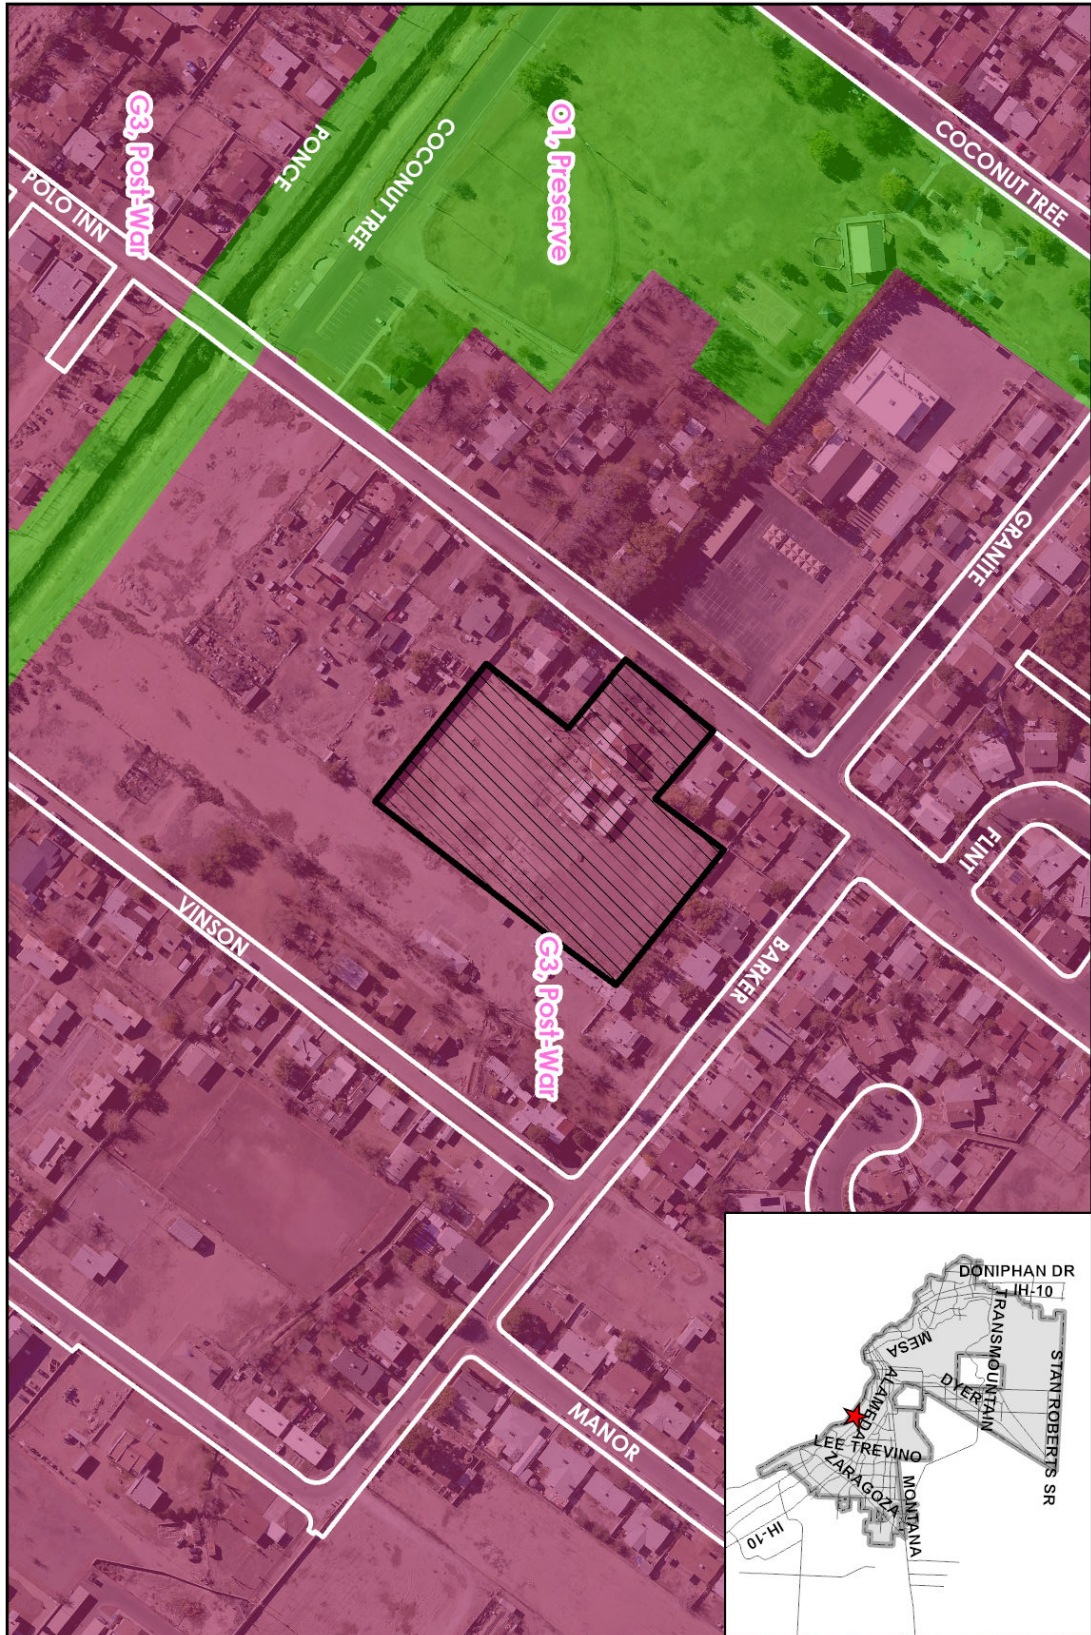 COCONUT TREE
O1, Preserve
COCONUT TREE
PONCE
G3, Post-War
POLO INN
GRANITE
FLINT
BARKER
VINSON
G3, Post-War
MANOR
DONIPHAN DR
IH-10
TRANSMOUNTAIN
MESA
STAN ROBERTS SR
DYER
ALAMEDA
LEE TREVINO
ZARAGOZA
MONTANA
IH-10